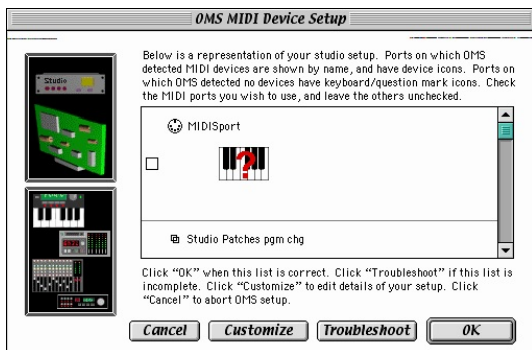 OMS MIDI Device Setup
Studio
Below is a representation of your studio setup. Ports on which OMS
detected MIDI devices are shown by name, and have device icons. Ports on
which OMS detected no devices have keyboard/question mark icons. Check
the MIDI ports you wish to use, and leave the others unchecked.
MIDISport
?
Studio Patches pgm chg
Click “OK” when this list is correct. Click “Troubleshoot” if this list is
incomplete. Click “Customize” to edit details of your setup. Click
“Cancel” to abort OMS setup.
Cancel Customize Troubleshoot OK